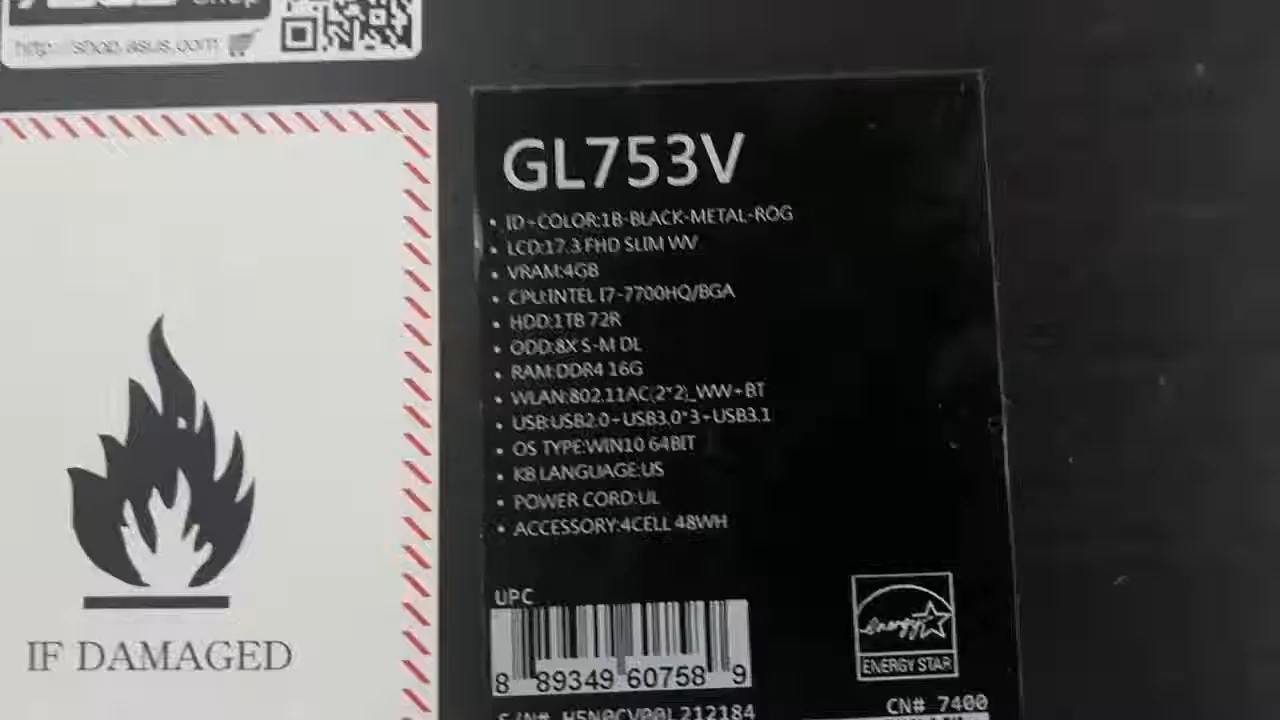 Shop
http://shop.asus.com
GL753V
• ID-COLOR:1B-BLACK-METAL-ROG
• LCD:17.3 FHD SLIM WV
• VRAM:4GB
• CPU:INTEL I7-7700HQ/BGA
• HDD:1TB 72R
• ODD:8X S-M DL
• RAM:DDR4 16G
• WLAN:802.11AC(2*2)_WW+BT
• USB:USB2.0+USB3.0*3+USB3.1
• OS TYPE:WIN10 64BIT
• KB LANGUAGE:US
• POWER CORD:UL
• ACCESSORY:4CELL 48WH
IF DAMAGED
UPC
8 89349 60758 9
energy
ENERGY STAR
CN# 7400
S/N# H5N0CV00L212184